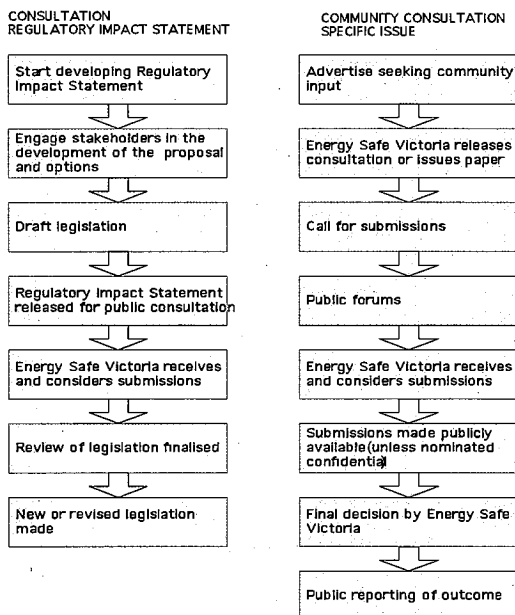 CONSULTATION
REGULATORY IMPACT STATEMENT
Start developing Regulatory
Impact Statement
Engage stakeholders in the
development of the proposal
and options
Draft legislation
Regulatory Impact Statement
released for public consultation
Energy Safe Victoria receives
and considers submissions
Review of legislation finalised
New or revised legislation
made
COMMUNITY CONSULTATION
SPECIFIC ISSUE
Advertise seeking community
input
Energy Safe Victoria releases
consultation or issues paper
Call for submissions
Public forums
Energy Safe Victoria receives
and considers submissions
Submissions made publicly
available(unless nominated
confidential)
Final decision by Energy Safe
Victoria
Public reporting of outcome